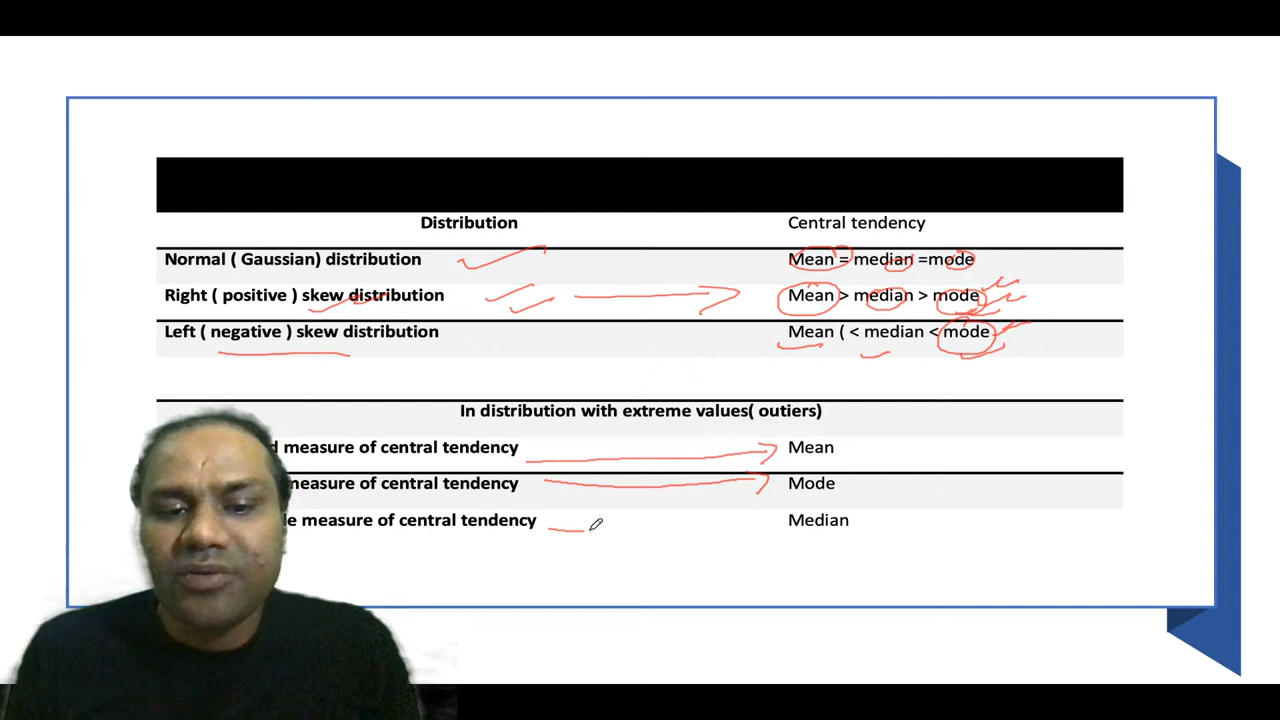 Distribution Central tendency
Normal ( Gaussian) distribution Mean = median =mode
Right ( positive ) skew distribution Mean > median > mode
Left ( negative ) skew distribution Mean ( < median < mode
In distribution with extreme values( outiers)
measure of central tendency Mean
measure of central tendency Mode
measure of central tendency Median